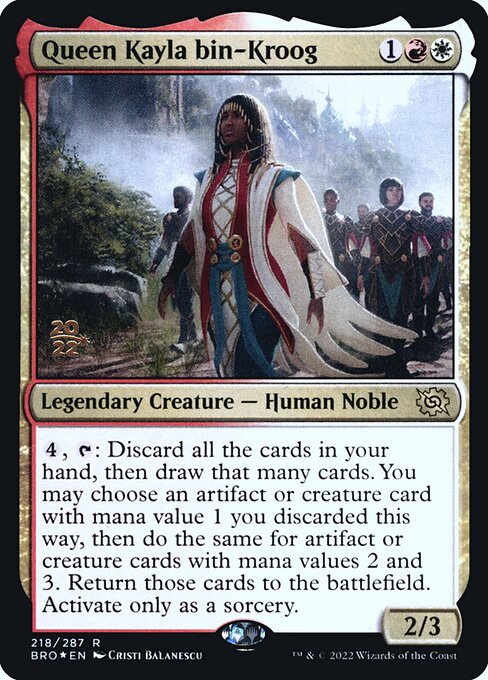 Queen Kayla bin-Kroog 1
20
22
Legendary Creature — Human Noble
4, : Discard all the cards in your
hand, then draw that many cards. You
may choose an artifact or creature card
with mana value 1 you discarded this
way, then do the same for artifact or
creature cards with mana values 2 and
3. Return those cards to the battlefield.
Activate only as a sorcery.
2/3
218/287 R
BRO★EN Cristi Balanescu ™ & © 2022 Wizards of the Coast